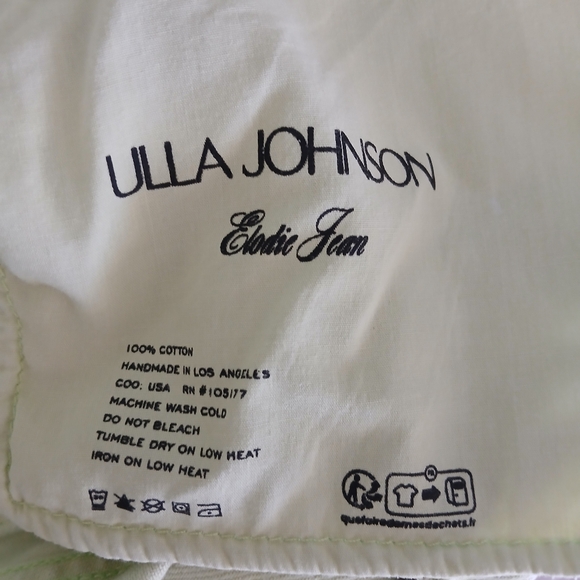 ULLA JOHNSON
Elodie Jean
100% COTTON
HANDMADE IN LOS ANGELES
COO: USA RN #105177
MACHINE WASH COLD
DO NOT BLEACH
TUMBLE DRY ON LOW HEAT
IRON ON LOW HEAT
FR
quefairedemesdechets.fr